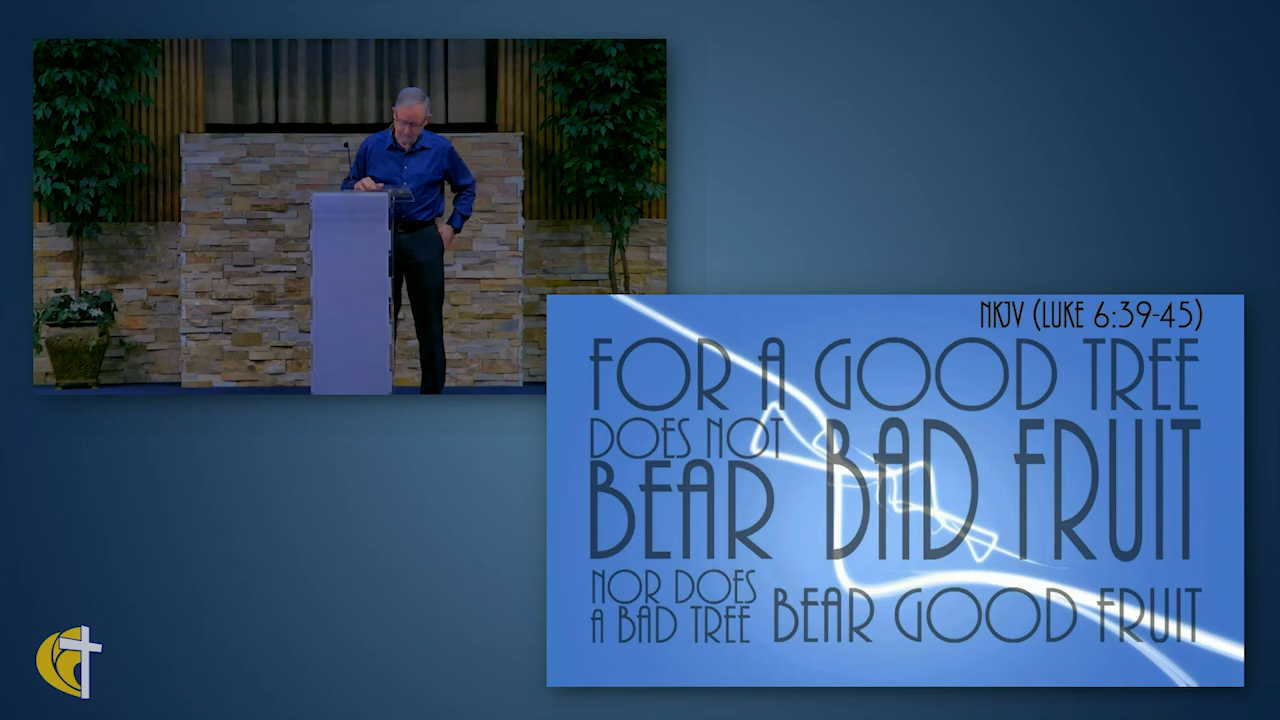 NKJV (LUKE 6:39-45)
FOR A GOOD TREE
DOES NOT
BEAR BAD FRUIT
NOR DOES
A BAD TREE BEAR GOOD FRUIT